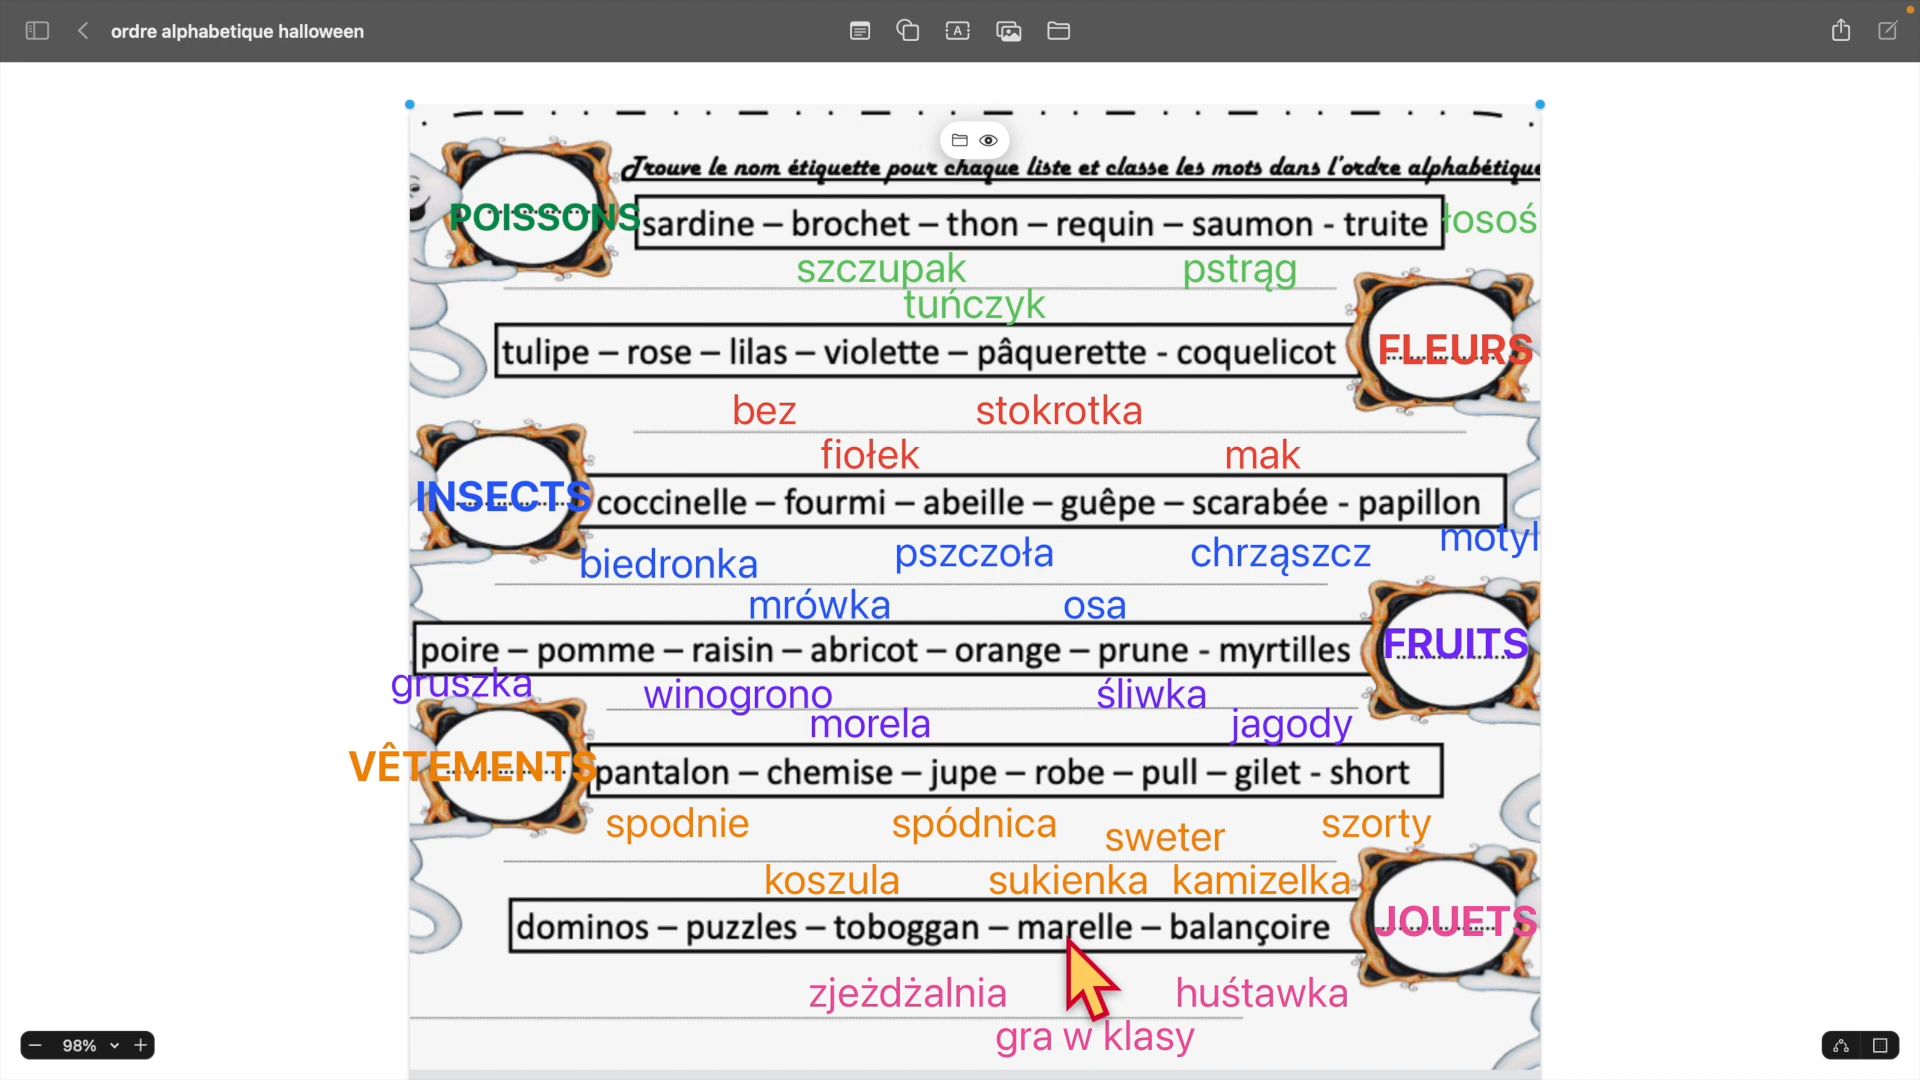 ordre alphabetique halloween
Trouve le nom étiquette pour chaque liste et classe les mots dans l'ordre alphabétique
POISSONS
sardine – brochet – thon – requin – saumon - truite
łosoś
szczupak pstrąg
tuńczyk
tulipe – rose – lilas – violette – pâquerette - coquelicot
FLEURS
bez stokrotka
fiołek mak
INSECTS
coccinelle – fourmi – abeille – guêpe – scarabée - papillon
biedronka pszczoła chrząszcz motyl
mrówka osa
poire – pomme – raisin – abricot – orange – prune - myrtilles
FRUITS
gruszka winogrono śliwka
morela jagody
VÊTEMENTS
pantalon – chemise – jupe – robe – pull – gilet - short
spodnie spódnica sweter szorty
koszula sukienka kamizelka
dominos – puzzles – toboggan – marelle – balançoire
JOUETS
zjeżdżalnia huśtawka
gra w klasy
98%